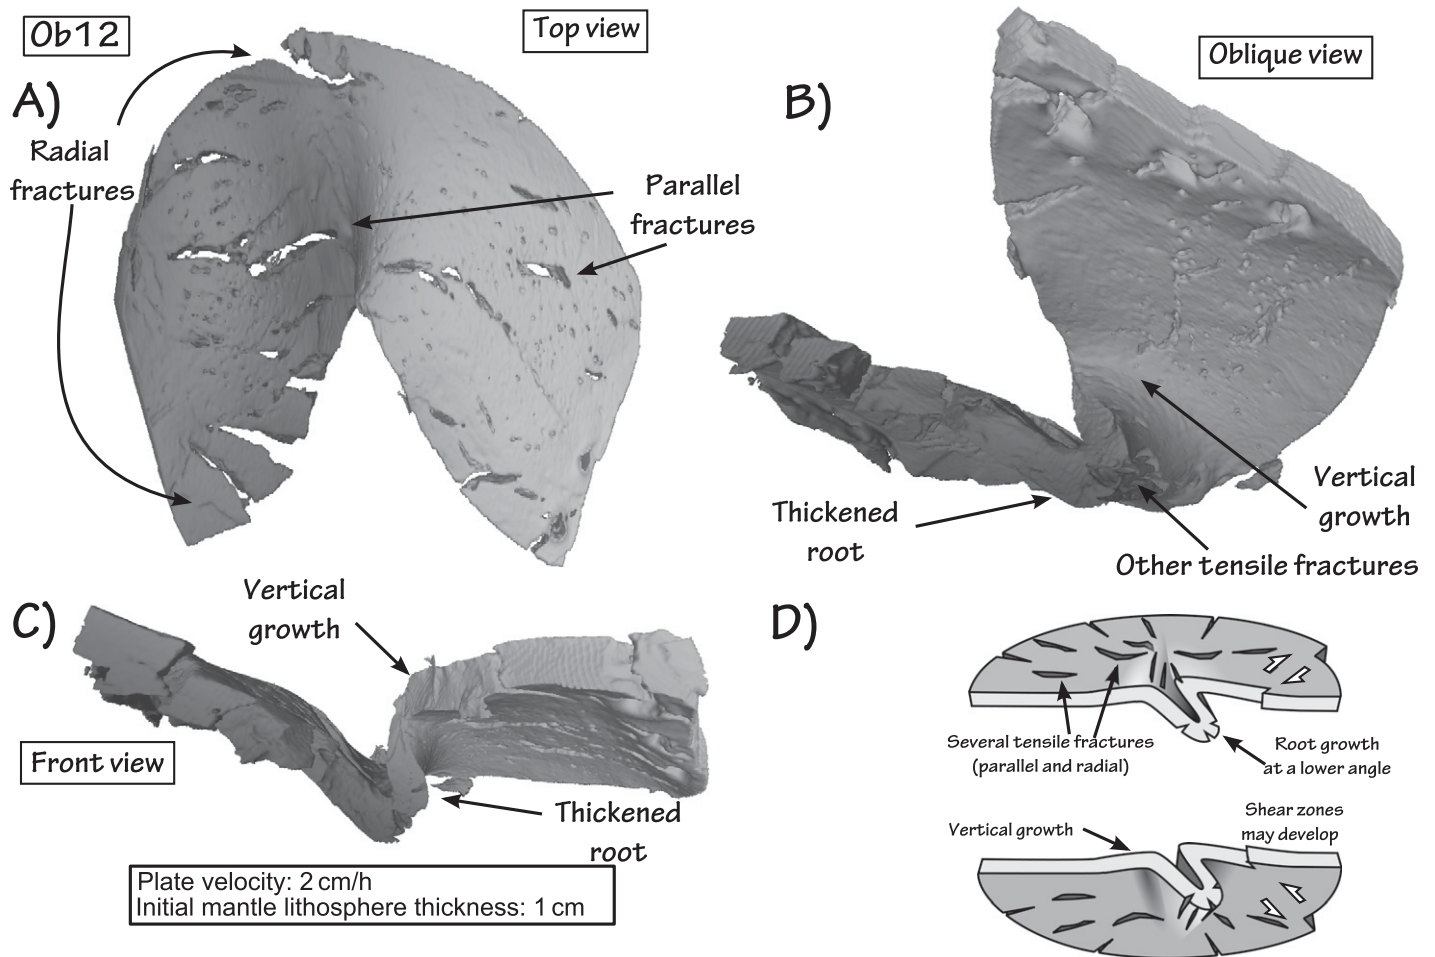 Ob12
Top view
Oblique view
A)
B)
Radial
fractures
Parallel
fractures
Vertical
growth
Thickened
root
Other tensile fractures
C)
Vertical
growth
Front view
Thickened
root
Plate velocity: 2 cm/h
Initial mantle lithosphere thickness: 1 cm
D)
Several tensile fractures
(parallel and radial)
Root growth
at a lower angle
Vertical growth
Shear zones
may develop